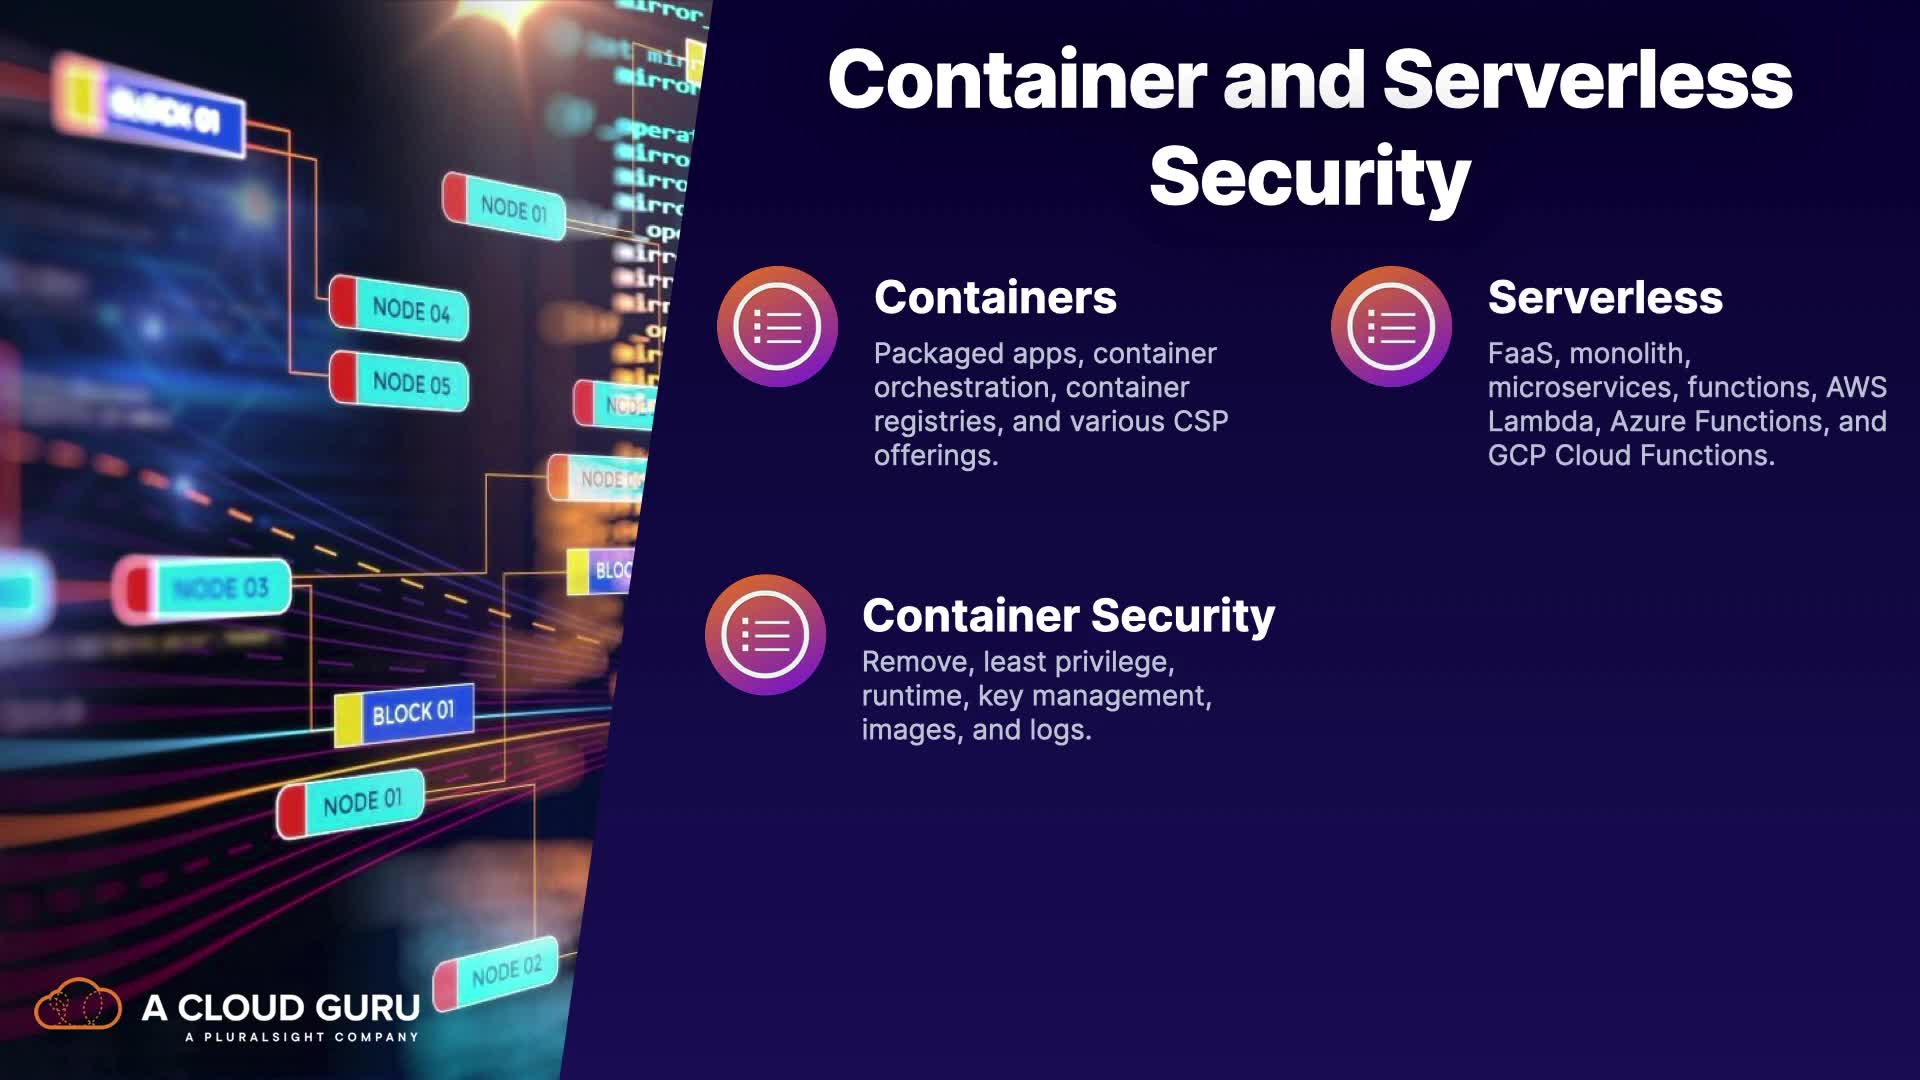 Container and Serverless
Security
Containers
Packaged apps, container
orchestration, container
registries, and various CSP
offerings.
Serverless
FaaS, monolith,
microservices, functions, AWS
Lambda, Azure Functions, and
GCP Cloud Functions.
Container Security
Remove, least privilege,
runtime, key management,
images, and logs.
BLOCK 01
NODE 01
NODE 04
NODE 05
NODE 03
BLOCK 01
NODE 01
NODE 02
mirror_
mirror
A CLOUD GURU
A PLURALSIGHT COMPANY